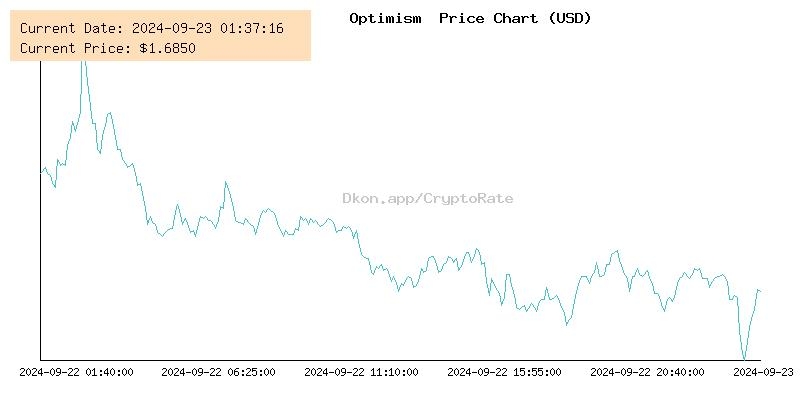 Optimism Price Chart (USD)
Current Date: 2024-09-23 01:37:16
Current Price: $1.6850
Dkon.app/CryptoRate
2024-09-22 01:40:00 2024-09-22 06:25:00 2024-09-22 11:10:00 2024-09-22 15:55:00 2024-09-22 20:40:00 2024-09-23